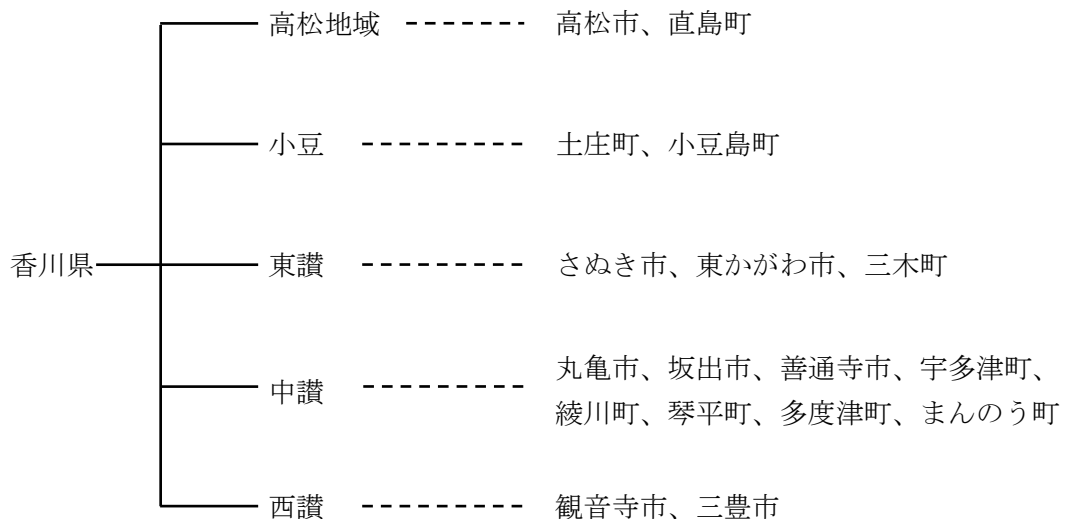 高松地域 高松市、直島町
小豆 土庄町、小豆島町
香川県 東讃 さぬき市、東かがわ市、三木町
中讃 丸亀市、坂出市、善通寺市、宇多津町、
綾川町、琴平町、多度津町、まんのう町
西讃 観音寺市、三豊市